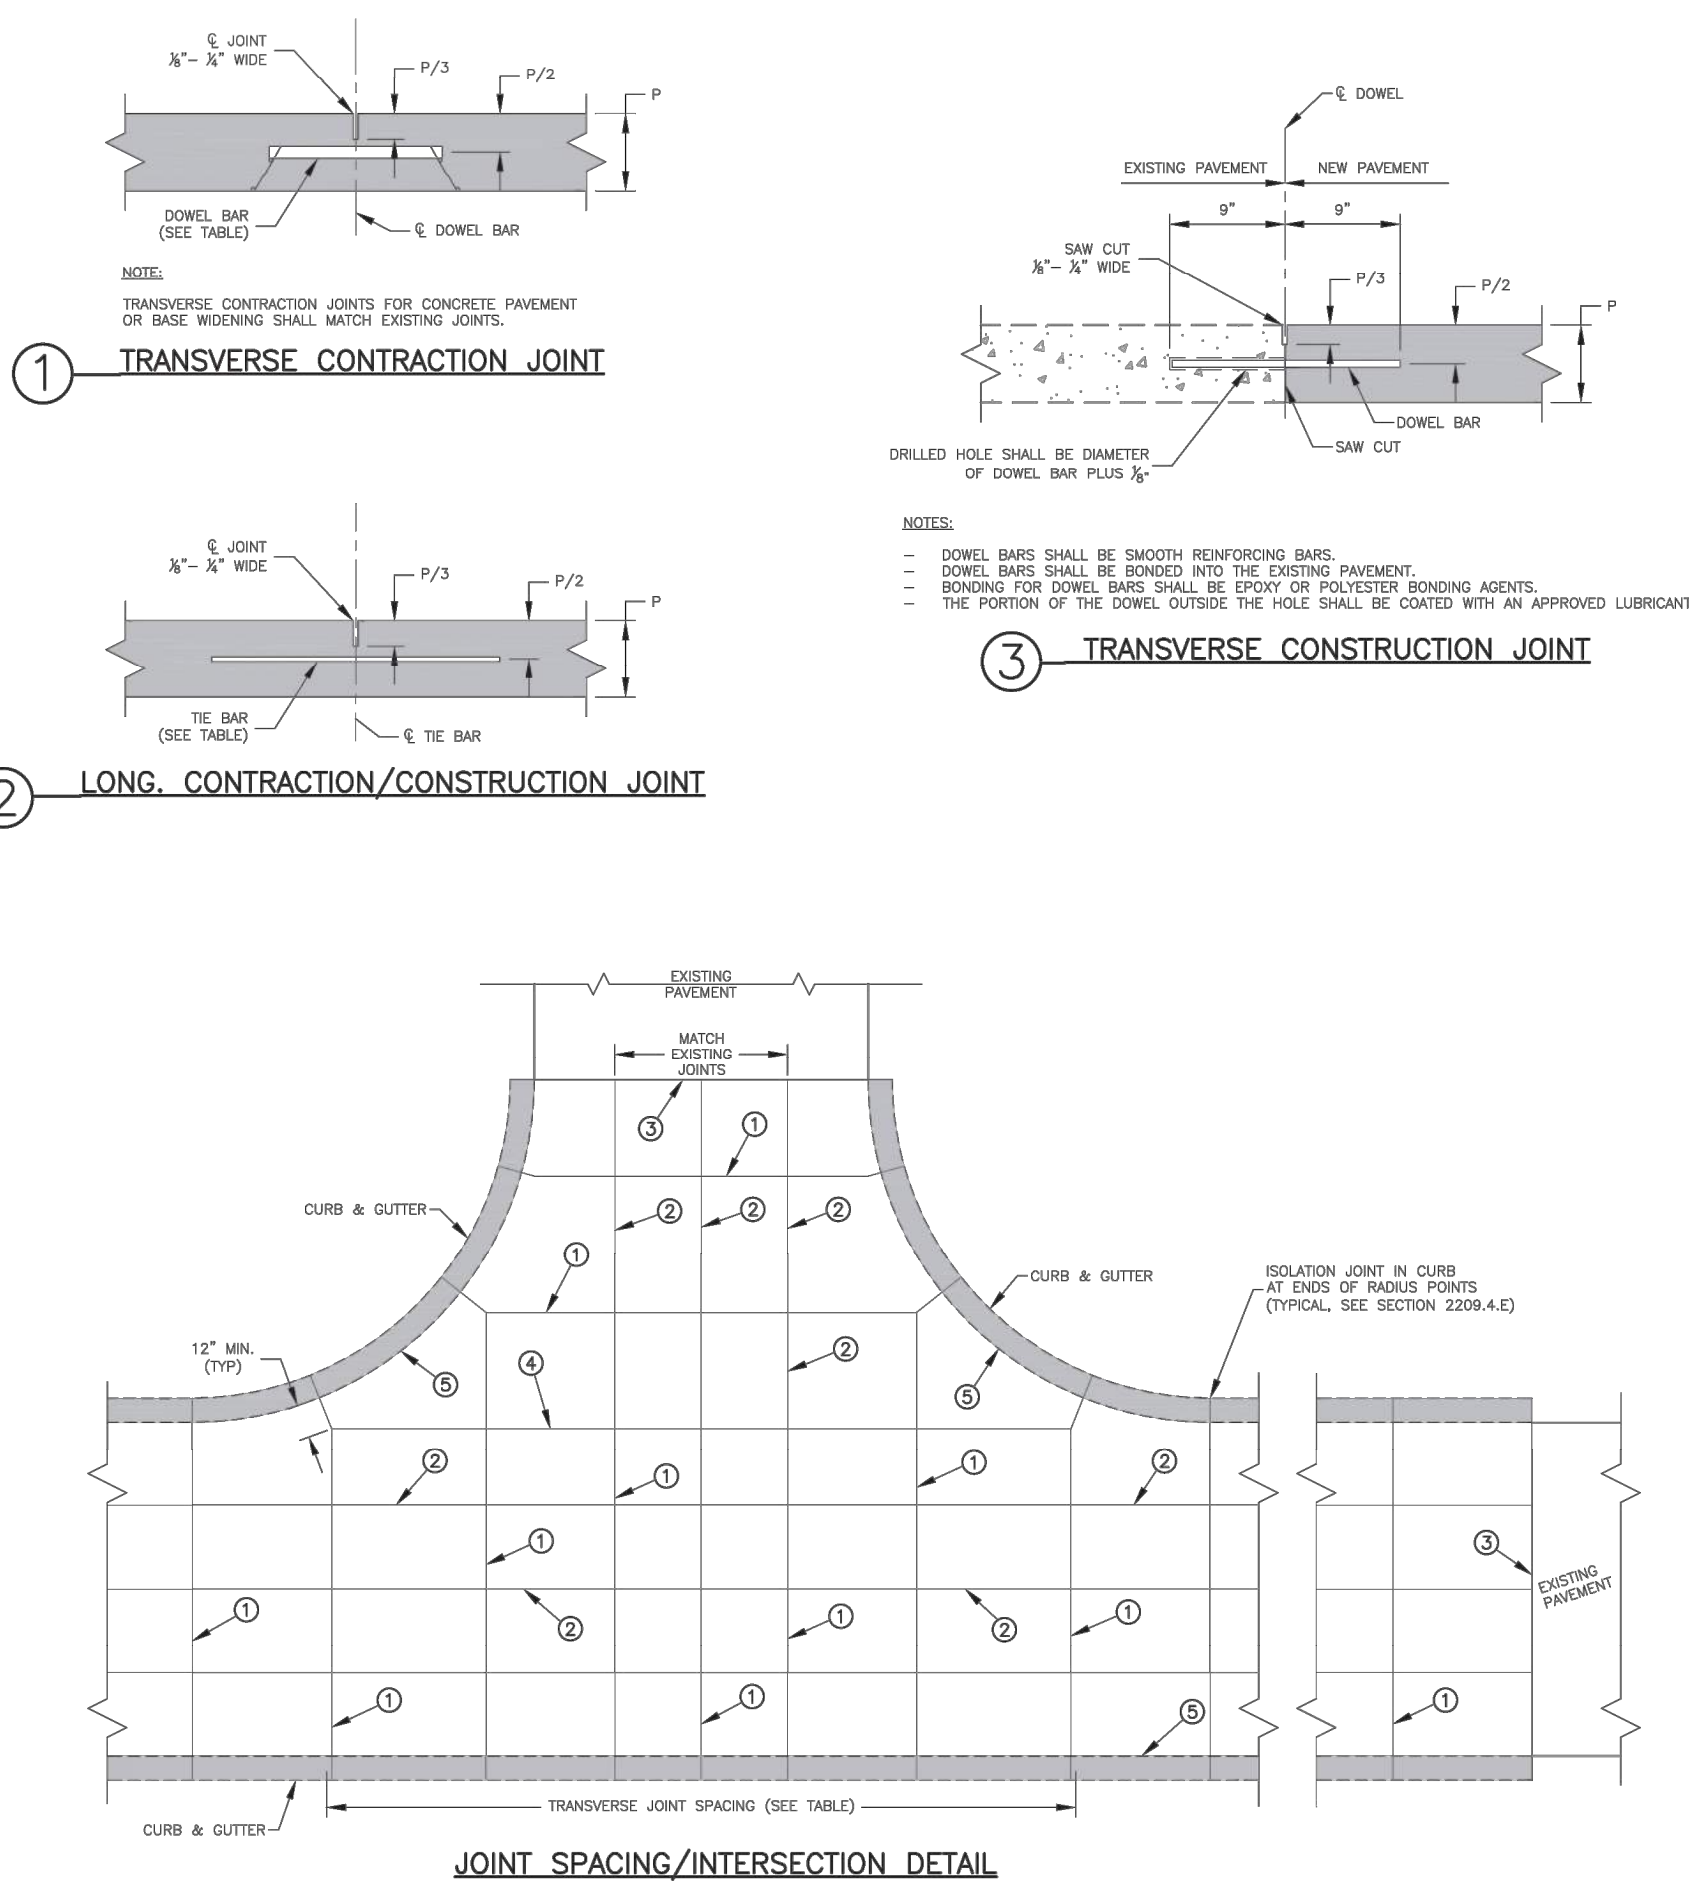 ℄ JOINT
⅛"– ¼" WIDE
P/3
P/2
P
DOWEL BAR
(SEE TABLE)
℄ DOWEL BAR
NOTE:
TRANSVERSE CONTRACTION JOINTS FOR CONCRETE PAVEMENT
OR BASE WIDENING SHALL MATCH EXISTING JOINTS.
1 TRANSVERSE CONTRACTION JOINT
℄ JOINT
⅛"– ¼" WIDE
P/3
P/2
P
TIE BAR
(SEE TABLE)
℄ TIE BAR
2 LONG. CONTRACTION/CONSTRUCTION JOINT
℄ DOWEL
EXISTING PAVEMENT
NEW PAVEMENT
9"
9"
SAW CUT
⅛"– ¼" WIDE
P/3
P/2
P
DOWEL BAR
SAW CUT
DRILLED HOLE SHALL BE DIAMETER
OF DOWEL BAR PLUS ⅛"
NOTES:
– DOWEL BARS SHALL BE SMOOTH REINFORCING BARS.
– DOWEL BARS SHALL BE BONDED INTO THE EXISTING PAVEMENT.
– BONDING FOR DOWEL BARS SHALL BE EPOXY OR POLYESTER BONDING AGENTS.
– THE PORTION OF THE DOWEL OUTSIDE THE HOLE SHALL BE COATED WITH AN APPROVED LUBRICANT
3 TRANSVERSE CONSTRUCTION JOINT
EXISTING
PAVEMENT
MATCH
EXISTING
JOINTS
3
1
CURB & GUTTER
2
2
2
1
CURB & GUTTER
ISOLATION JOINT IN CURB
AT ENDS OF RADIUS POINTS
(TYPICAL, SEE SECTION 2209.4.E)
12" MIN.
(TYP)
5
4
2
5
2
1
1
2
1
3
EXISTING
PAVEMENT
1
2
1
2
1
1
1
5
1
TRANSVERSE JOINT SPACING (SEE TABLE)
CURB & GUTTER
JOINT SPACING/INTERSECTION DETAIL